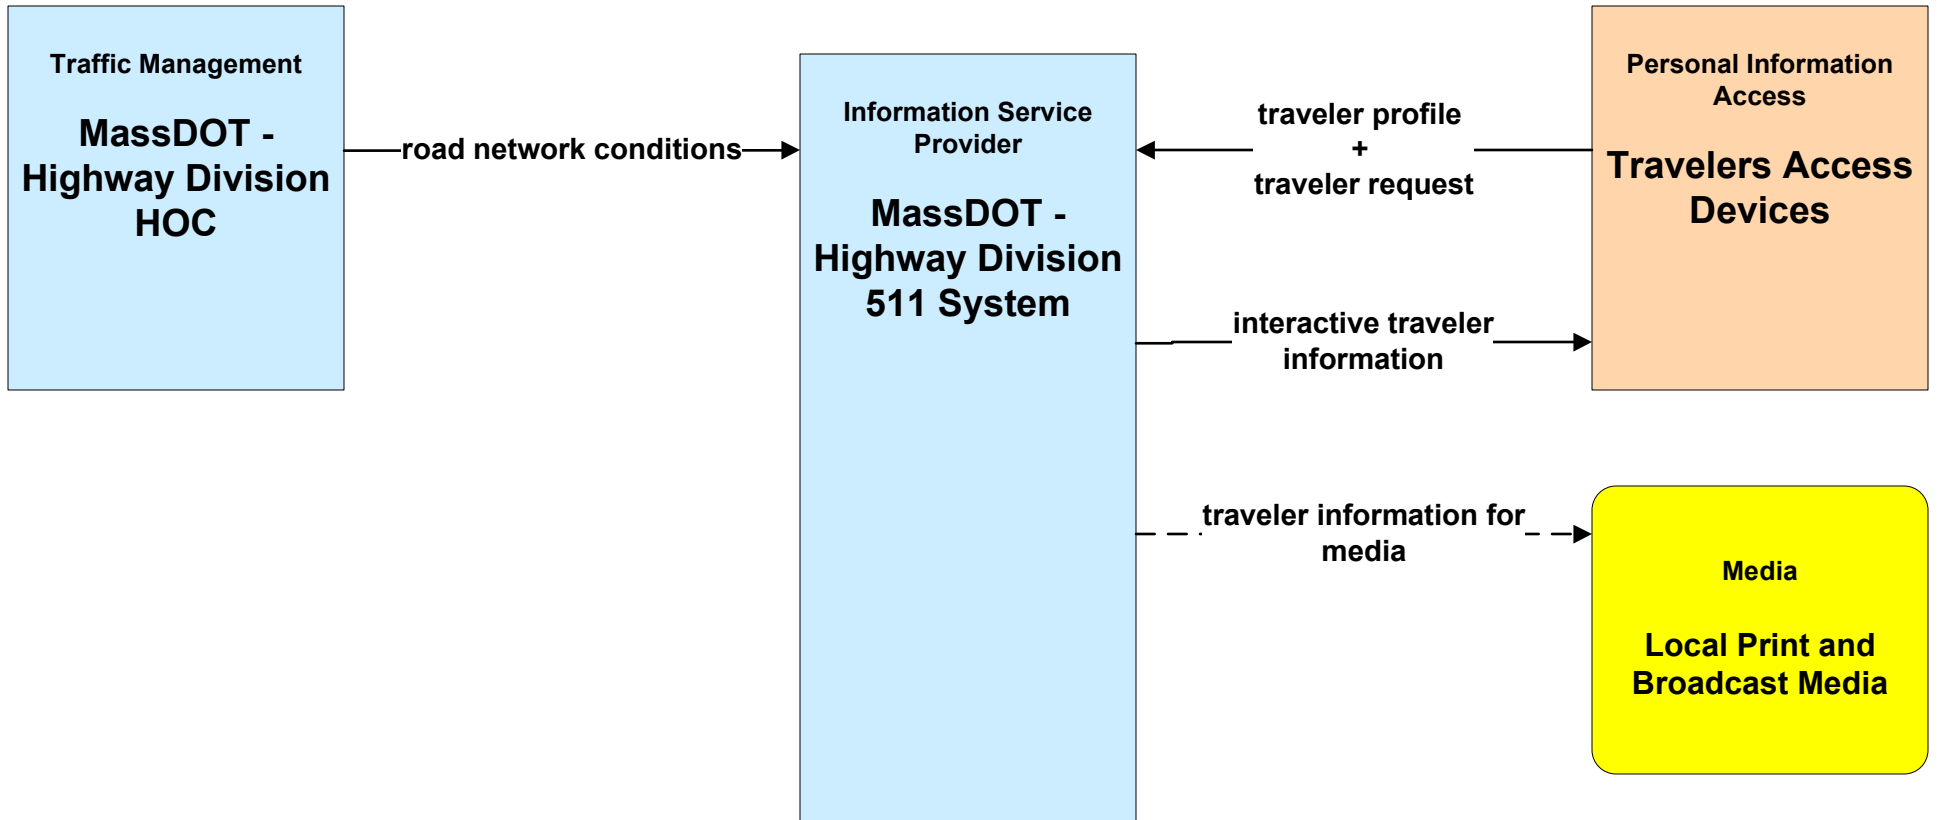 Traffic Management
MassDOT -
Highway Division
HOC
road network conditions
Information Service
Provider
MassDOT -
Highway Division
511 System
traveler profile
+
traveler request
interactive traveler
information
traveler information for
media
Personal Information
Access
Travelers Access
Devices
Media
Local Print and
Broadcast Media